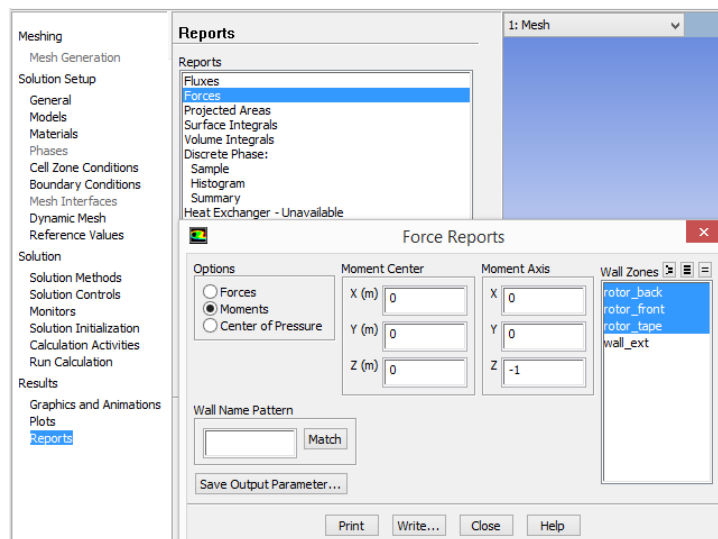 Meshing
Mesh Generation
Solution Setup
General
Models
Materials
Phases
Cell Zone Conditions
Boundary Conditions
Mesh Interfaces
Dynamic Mesh
Reference Values
Solution
Solution Methods
Solution Controls
Monitors
Solution Initialization
Calculation Activities
Run Calculation
Results
Graphics and Animations
Plots
Reports
Reports
Reports
Fluxes
Forces
Projected Areas
Surface Integrals
Volume Integrals
Discrete Phase:
Sample
Histogram
Summary
Heat Exchanger - Unavailable
1: Mesh
Force Reports
Options
Forces
Moments
Center of Pressure
Moment Center
X (m) 0
Y (m) 0
Z (m) 0
Moment Axis
X 0
Y 0
Z -1
Wall Zones
rotor_back
rotor_front
rotor_tape
wall_ext
Wall Name Pattern
Match
Save Output Parameter...
Print Write... Close Help